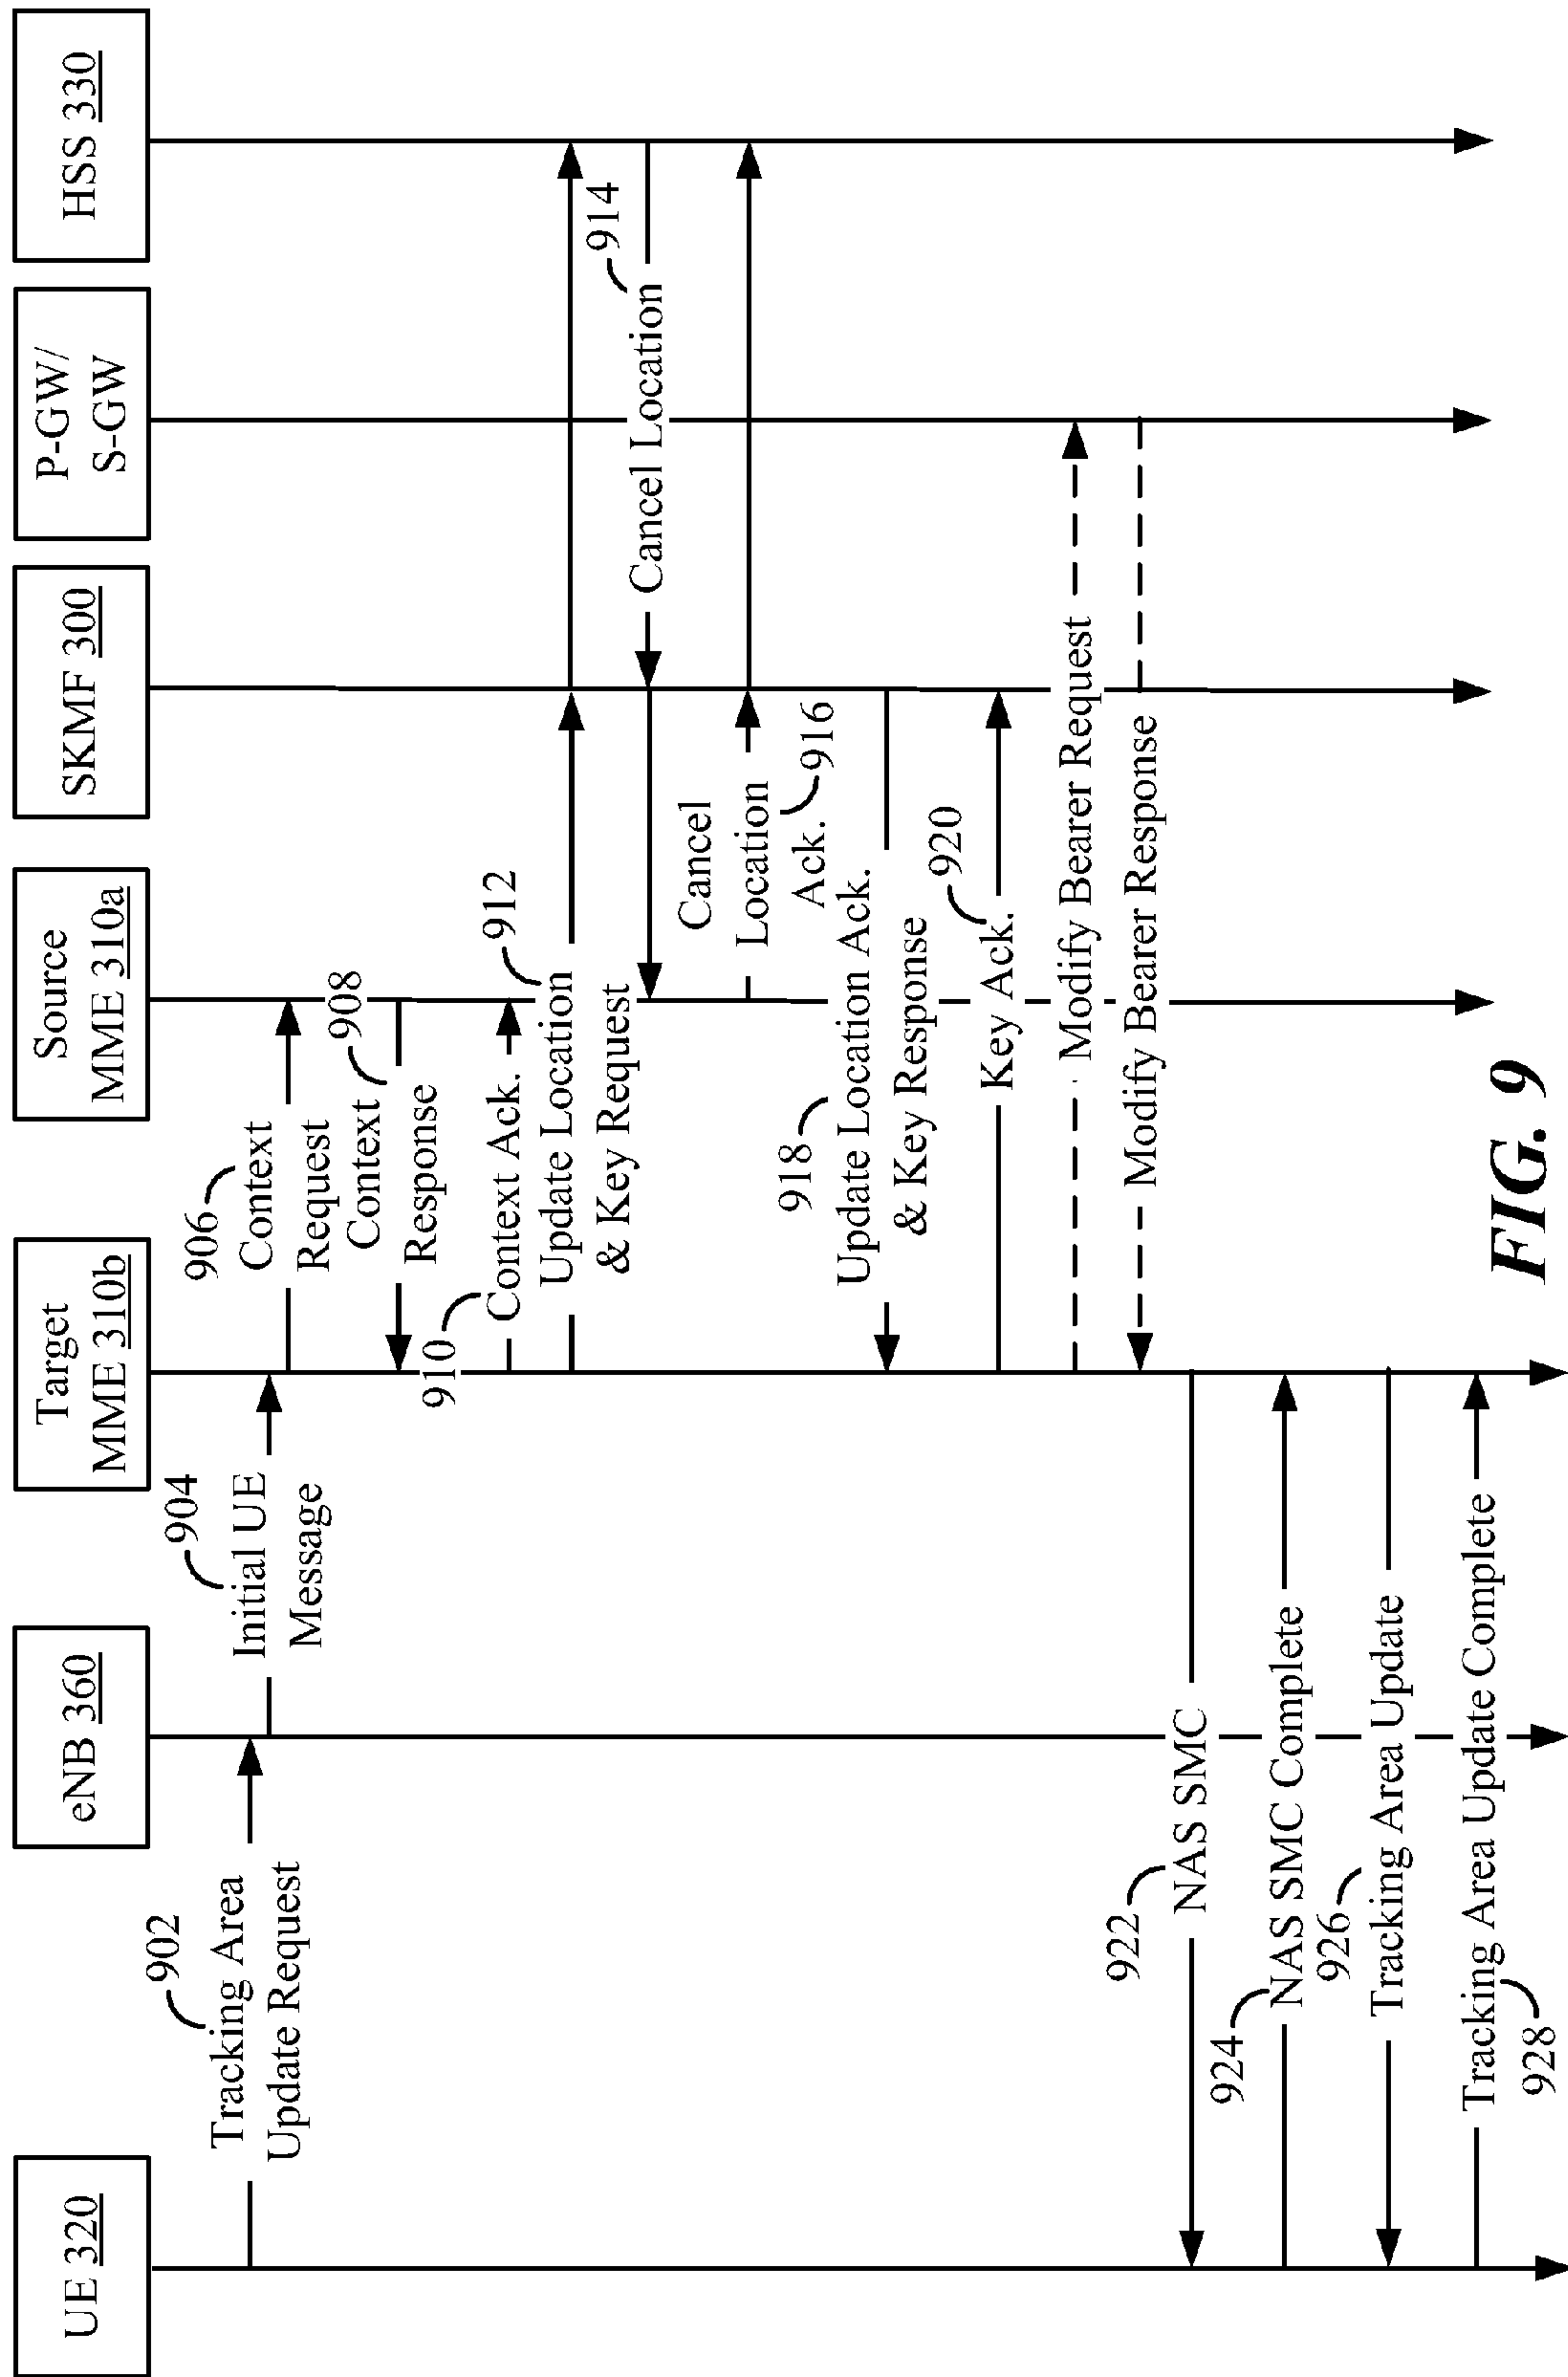 UE 320
eNB 360
Target
MME 310b
Source
MME 310a
SKMF 300
P-GW/
S-GW
HSS 330
902
Tracking Area
Update Request
904
Initial UE
Message
906
Context
Request
908
Context
Response
910
Context Ack.
912
Update Location
& Key Request
914
Cancel Location
Cancel
Location
Ack.
916
918
Update Location Ack.
& Key Response
920
Key Ack.
Modify Bearer Request
Modify Bearer Response
922
NAS SMC
924
NAS SMC Complete
926
Tracking Area Update
Tracking Area Update Complete
928
FIG. 9